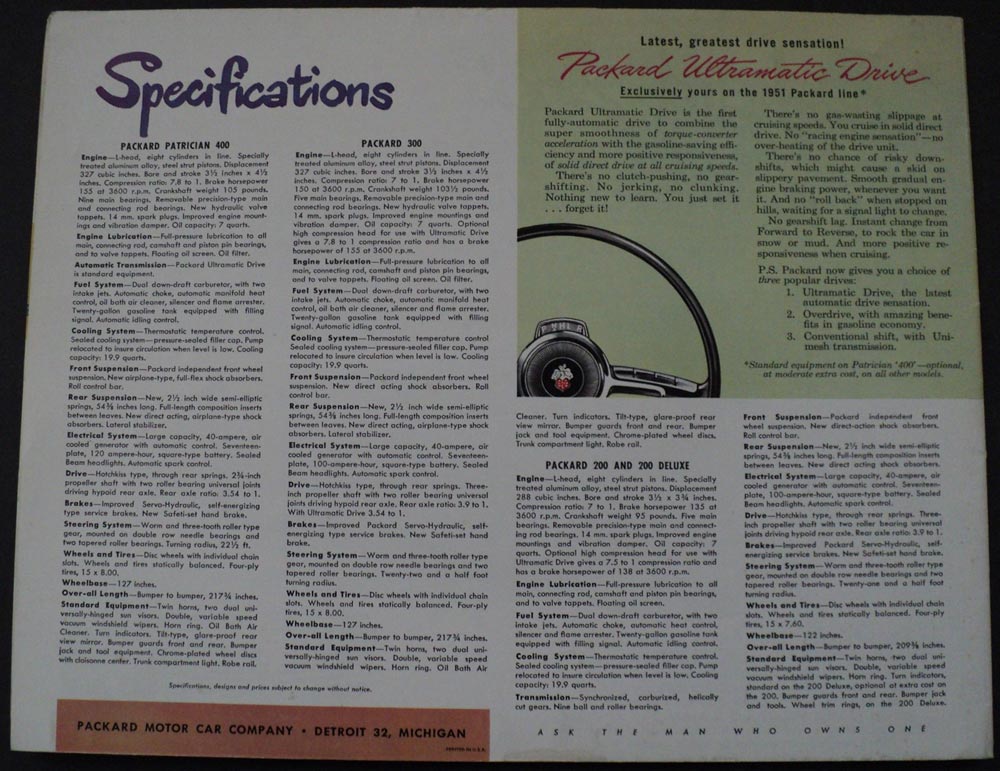 Specifications
PACKARD PATRICIAN 400
Engine—L-head, eight cylinders in line. Specially
treated aluminum alloy, steel strut pistons. Displacement
327 cubic inches. Bore and stroke 3½ inches x 4¼
inches. Compression ratio: 7.8 to 1. Brake horsepower
155 at 3600 r.p.m. Crankshaft weight 105 pounds.
Nine main bearings. Removable precision-type main
and connecting rod bearings. New hydraulic valve
tappets. 14 mm. spark plugs. Improved engine mount-
ings and vibration damper. Oil capacity: 7 quarts.
Engine Lubrication—Full-pressure lubrication to all
main, connecting rod, camshaft and piston pin bearings,
and to valve tappets. Floating oil screen. Oil filter.
Automatic Transmission—Packard Ultramatic Drive
is standard equipment.
Fuel System—Dual down-draft carburetor, with two
intake jets. Automatic choke, automatic manifold heat
control, oil bath air cleaner, silencer and flame arrester.
Twenty-gallon gasoline tank equipped with filling
signal. Automatic idling control.
Cooling System—Thermostatic temperature control.
Sealed cooling system—pressure-sealed filler cap. Pump
relocated to insure circulation when level is low. Cooling
capacity: 19.9 quarts.
Front Suspension—Packard independent front wheel
suspension. New airplane-type, full-flex shock absorbers.
Roll control bar.
Rear Suspension—New, 2½ inch wide semi-elliptic
springs, 54⅝ inches long. Full-length composition inserts
between leaves. New direct acting, airplane-type shock
absorbers. Lateral stabilizer.
Electrical System—Large capacity, 40-ampere, air
cooled generator with automatic control. Seventeen-
plate, 120 ampere-hour, square-type battery. Sealed
Beam headlights. Automatic spark control.
Drive—Hotchkiss type, through rear springs. 2¾-inch
propeller shaft with two roller bearing universal joints
driving hypoid rear axle. Rear axle ratio: 3.54 to 1.
Brakes—Improved Servo-Hydraulic, self-energizing
type service brakes. New Safeti-set hand brake.
Steering System—Worm and three-tooth roller type
gear, mounted on double row needle bearings and
two tapered roller bearings. Turning radius, 22½ ft.
Wheels and Tires—Disc wheels with individual chain
slots. Wheels and tires statically balanced. Four-ply
tires, 15 x 8.00.
Wheelbase—127 inches.
Over-all Length—Bumper to bumper, 217¾ inches.
Standard Equipment—Twin horns, two dual uni-
versally-hinged sun visors. Double, variable speed
vacuum windshield wipers. Horn ring. Oil Bath Air
Cleaner. Turn indicators. Tilt-type, glare-proof rear
view mirror. Bumper guards front and rear. Bumper
jack and tool equipment. Chrome-plated wheel discs
with cloisonne center. Trunk compartment light. Robe rail.
PACKARD 300
Engine—L-head, eight cylinders in line. Specially
treated aluminum alloy, steel strut pistons. Displacement
327 cubic inches. Bore and stroke 3½ inches x 4¼
inches. Compression ratio 7 to 1. Brake horsepower
150 at 3600 r.p.m. Crankshaft weight 103½ pounds.
Five main bearings. Removable precision-type main and
connecting rod bearings. New hydraulic valve tappets.
14 mm. spark plugs. Improved engine mountings and
vibration damper. Oil capacity: 7 quarts. Optional
high compression head for use with Ultramatic Drive
gives a 7.8 to 1 compression ratio and has a brake
horsepower of 155 at 3600 r.p.m.
Engine Lubrication—Full-pressure lubrication to all
main, connecting rod, camshaft and piston pin bearings,
and to valve tappets. Floating oil screen. Oil filter.
Fuel System—Dual down-draft carburetor, with two
intake jets. Automatic choke, automatic manifold heat
control, oil bath air cleaner, silencer and flame arrester.
Twenty-gallon gasoline tank equipped with filling
signal. Automatic idling control.
Cooling System—Thermostatic temperature control
Sealed cooling system—pressure-sealed filler cap. Pump
relocated to insure circulation when level is low. Cooling
capacity: 19.9 quarts.
Front Suspension—Packard independent front wheel
suspension. New direct action shock absorbers. Roll
control bar.
Rear Suspension—New, 2½ inch wide semi-elliptic
springs, 54⅝ inches long. Full-length composition inserts
between leaves. New direct acting, airplane-type shock
absorbers. Lateral stabilizer.
Electrical System—Large capacity, 40-ampere, air
cooled generator with automatic control. Seventeen-
plate, 100-ampere-hour, square-type battery. Sealed
Beam headlights. Automatic spark control.
Drive—Hotchkiss type, through rear springs. Three-
inch propeller shaft with two roller bearing universal
joints driving hypoid rear axle. Rear axle ratio: 3.9 to 1.
With Ultramatic Drive 3.54 to 1.
Brakes—Improved Packard Servo-Hydraulic, self-
energizing type service brakes. New Safeti-set hand
brake.
Steering System—Worm and three-tooth roller type
gear, mounted on double row needle bearings and two
tapered roller bearings. Twenty-two and a half foot
turning radius.
Wheels and Tires—Disc wheels with individual chain
slots. Wheels and tires statically balanced. Four-ply
tires, 15 x 8.00.
Wheelbase—127 inches.
Over-all Length—Bumper to bumper, 217¾ inches.
Standard Equipment—Twin horns, two dual uni-
versally-hinged sun visors. Double, variable speed
vacuum windshield wipers. Horn ring. Oil Bath Air
Specifications, designs and prices subject to change without notice.
PACKARD MOTOR CAR COMPANY • DETROIT 32, MICHIGAN
PRINTED IN U.S.A.
Latest, greatest drive sensation!
Packard Ultramatic Drive
Exclusively yours on the 1951 Packard line*
Packard Ultramatic Drive is the first
fully-automatic drive to combine the
super smoothness of torque-converter
acceleration with the gasoline-saving effi-
ciency and more positive responsiveness,
of solid direct drive at all cruising speeds.
There's no clutch-pushing, no gear-
shifting. No jerking, no clunking.
Nothing new to learn. You just set it
. . . forget it!
There's no gas-wasting slippage at
cruising speeds. You cruise in solid direct
drive. No "racing engine sensation"—no
over-heating of the drive unit.
There's no chance of risky down-
shifts, which might cause a skid on
slippery pavement. Smooth gradual en-
gine braking power, whenever you want
it. And no "roll back" when stopped on
hills, waiting for a signal light to change.
No gearshift lag. Instant change from
Forward to Reverse, to rock the car in
snow or mud. And more positive re-
sponsiveness when cruising.
P.S. Packard now gives you a choice of
three popular drives:
1. Ultramatic Drive, the latest
automatic drive sensation.
2. Overdrive, with amazing bene-
fits in gasoline economy.
3. Conventional shift, with Uni-
mesh transmission.
*Standard equipment on Patrician '400'—optional,
at moderate extra cost, on all other models.
P N H L R
Cleaner. Turn indicators. Tilt-type, glare-proof rear
view mirror. Bumper guards front and rear. Bumper
jack and tool equipment. Chrome-plated wheel discs.
Trunk compartment light. Robe rail.
PACKARD 200 AND 200 DELUXE
Engine—L-head, eight cylinders in line. Specially
treated aluminum alloy, steel strut pistons. Displacement
288 cubic inches. Bore and stroke 3½ x 3¾ inches.
Compression ratio: 7 to 1. Brake horsepower 135 at
3600 r.p.m. Crankshaft weight 95 pounds. Five main
bearings. Removable precision-type main and connect-
ing rod bearings. 14 mm. spark plugs. Improved engine
mountings and vibration damper. Oil capacity: 7
quarts. Optional high compression head for use with
Ultramatic Drive gives a 7.5 to 1 compression ratio and
has a brake horsepower of 138 at 3600 r.p.m.
Engine Lubrication—Full-pressure lubrication to all
main, connecting rod, camshaft and piston pin bearings,
and to valve tappets. Floating oil screen.
Fuel System—Dual down-draft carburetor, with two
intake jets. Automatic choke, automatic heat control,
silencer and flame arrester. Twenty-gallon gasoline tank
equipped with filling signal. Automatic idling control.
Cooling System—Thermostatic temperature control.
Sealed cooling system—pressure-sealed filler cap. Pump
relocated to insure circulation when level is low. Cooling
capacity: 19.9 quarts.
Transmission—Synchronized, carburized, helically
cut gears. Nine ball and roller bearings.
Front Suspension—Packard independent front
wheel suspension. New direct-action shock absorbers.
Roll control bar.
Rear Suspension—New, 2½ inch wide semi-elliptic
springs, 54⅝ inches long. Full-length composition inserts
between leaves. New direct acting shock absorbers.
Electrical System—Large capacity, 40-ampere, air
cooled generator with automatic control. Seventeen-
plate, 100-ampere-hour, square-type battery. Sealed
Beam headlights. Automatic spark control.
Drive—Hotchkiss type, through rear springs. Three-
inch propeller shaft with two roller bearing universal
joints driving hypoid rear axle. Rear axle ratio 3.9 to 1.
Brakes—Improved Packard Servo-Hydraulic, self-
energizing service brakes. New Safeti-set hand brake.
Steering System—Worm and three-tooth roller type
gear, mounted on double row needle bearings and two
tapered roller bearings. Twenty-one and a half foot
turning radius.
Wheels and Tires—Disc wheels with individual chain
slots. Wheels and tires statically balanced. Four-ply
tires, 15 x 7.60.
Wheelbase—122 inches.
Over-all Length—Bumper to bumper, 209⅜ inches.
Standard Equipment—Twin horns, two dual uni-
versally-hinged sun visors. Double, variable speed
vacuum windshield wipers. Horn ring. Turn indicators,
standard on the 200 Deluxe, optional at extra cost on
the 200. Bumper guards front and rear. Bumper jack
and tools. Wheel trim rings, on the 200 Deluxe.
ASK THE MAN WHO OWNS ONE